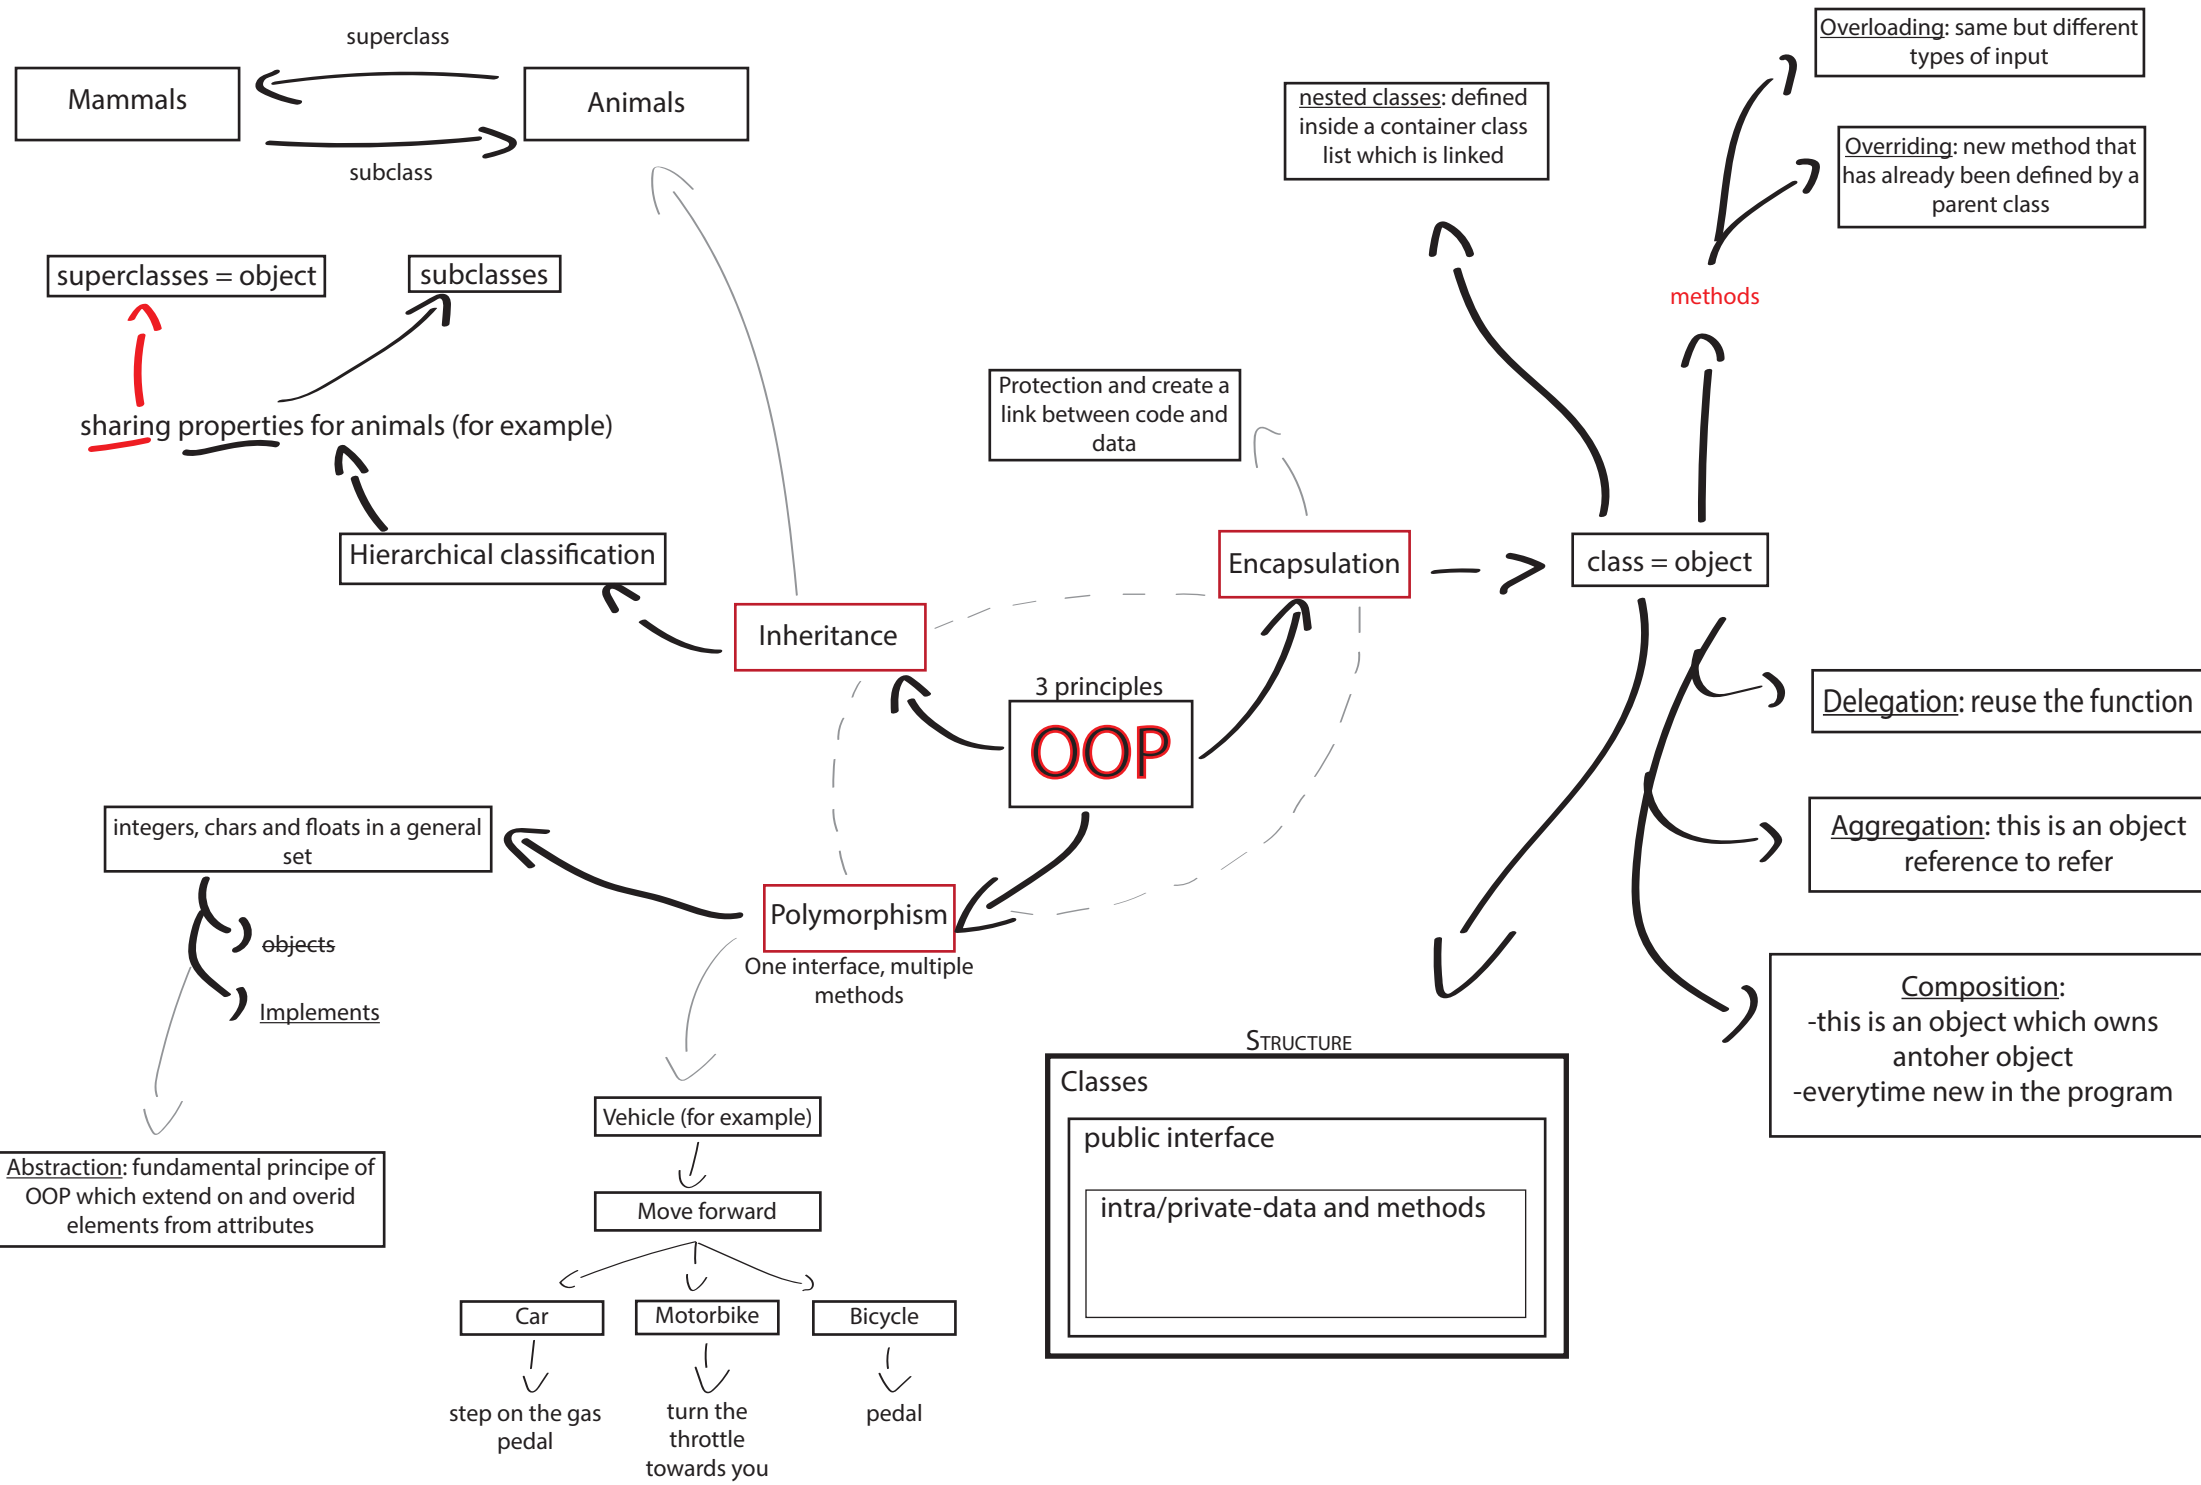 superclass
Mammals
Animals
subclass
superclasses = object
subclasses
sharing properties for animals (for example)
Hierarchical classification
Inheritance
nested classes: defined
inside a container class
list which is linked
Overloading: same but different
types of input
Overriding: new method that
has already been defined by a
parent class
methods
Protection and create a
link between code and
data
Encapsulation
class = object
3 principles
OOP
Delegation: reuse the function
Aggregation: this is an object
reference to refer
Composition:
-this is an object which owns
antoher object
-everytime new in the program
integers, chars and floats in a general
set
objects
Implements
Abstraction: fundamental principe of
OOP which extend on and overid
elements from attributes
Polymorphism
One interface, multiple
methods
Vehicle (for example)
Move forward
Car
Motorbike
Bicycle
step on the gas
pedal
turn the
throttle
towards you
pedal
STRUCTURE
Classes
public interface
intra/private-data and methods